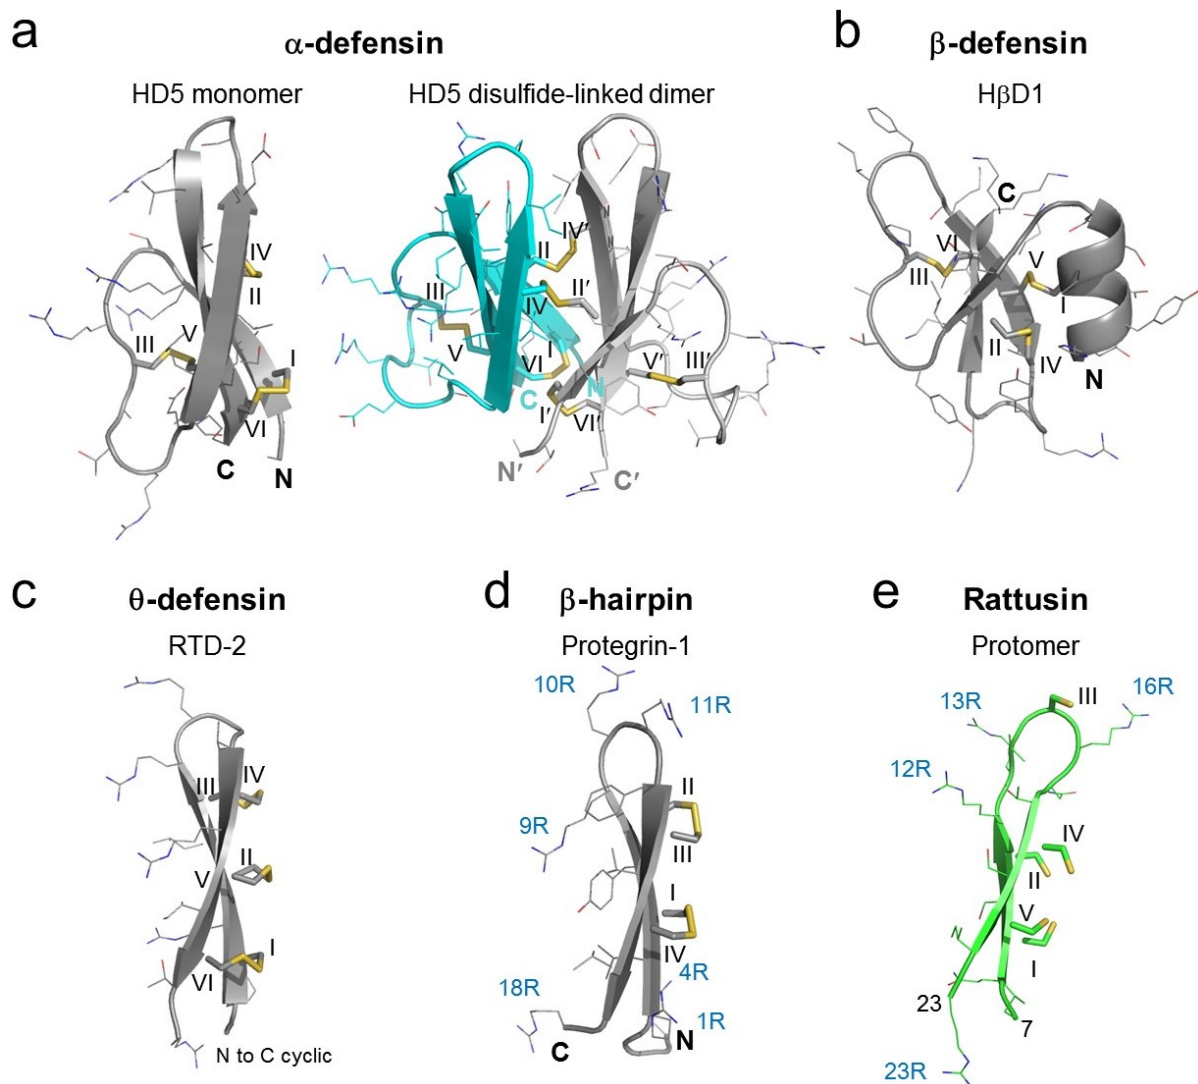 a
α-defensin
HD5 monomer
HD5 disulfide-linked dimer
IV
II
III
V
I
VI
C
N
IV′
II
III
IV
II′
V
VI
I
C
N
V′
III′
I′
VI′
N′
C′
b
β-defensin
HβD1
C
VI
III
V
I
II
IV
N
c
θ-defensin
RTD-2
III
IV
II
V
I
VI
N to C cyclic
d
β-hairpin
Protegrin-1
10R
11R
II
9R
III
I
IV
4R
18R
1R
C
N
e
Rattusin
Protomer
III
16R
13R
12R
IV
II
V
N
I
23
7
23R